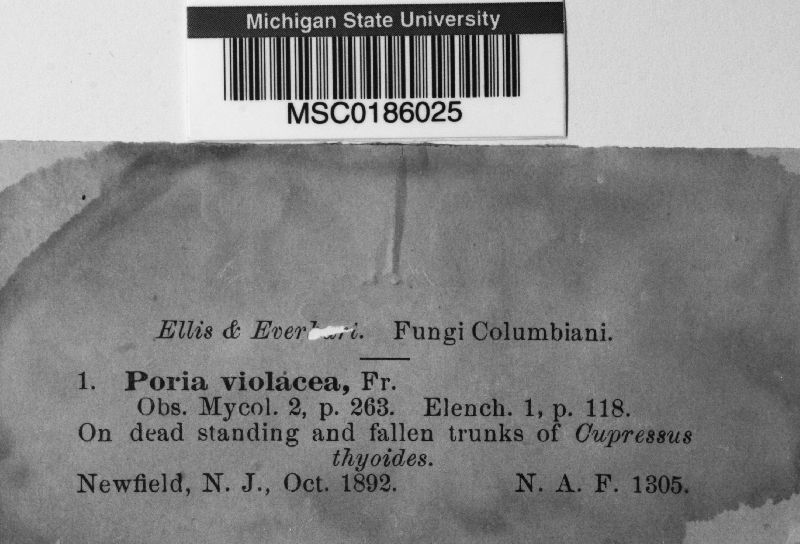 Michigan State University
MSC0186025
Ellis & Everhart. Fungi Columbiani.
1. Poria violacea, Fr.
Obs. Mycol. 2, p. 263. Elench. 1, p. 118.
On dead standing and fallen trunks of Cupressus
thyoides.
Newfield, N. J., Oct. 1892. N. A. F. 1305.